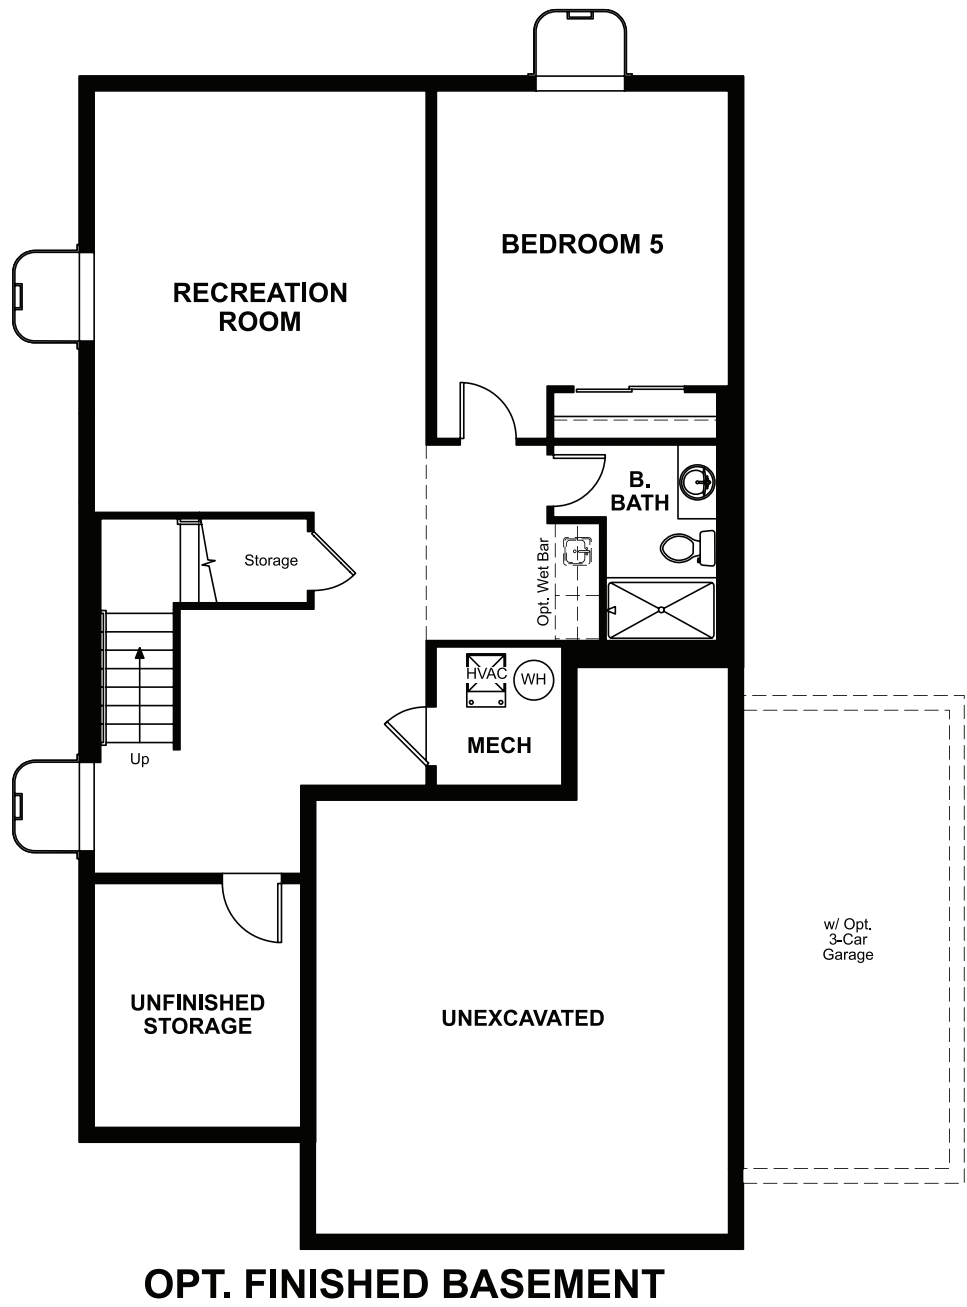 BEDROOM 5
RECREATION
ROOM
B.
BATH
Storage
Opt. Wet Bar
HVAC
WH
MECH
Up
w/ Opt.
3-Car
Garage
UNFINISHED
STORAGE
UNEXCAVATED
OPT. FINISHED BASEMENT